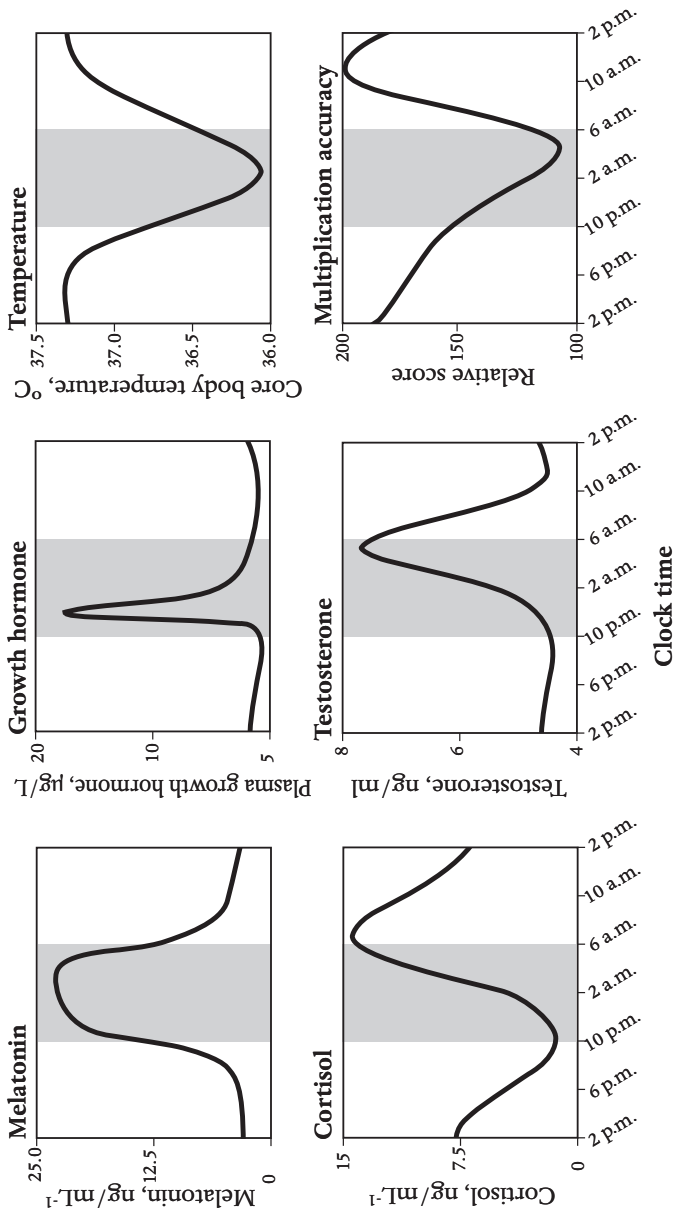 Melatonin
Melatonin, ng/mL-1
25.0
12.5
0
Growth hormone
Plasma growth hormone, µg/L
20
10
5
Temperature
Core body temperature, °C
37.5
37.0
36.5
36.0
Cortisol
Cortisol, ng/mL-1
15
7.5
0
2 p.m.
6 p.m.
10 p.m.
2 a.m.
6 a.m.
10 a.m.
2 p.m.
Testosterone
Testosterone, ng/ml
8
6
4
2 p.m.
6 p.m.
10 p.m.
2 a.m.
6 a.m.
10 a.m.
2 p.m.
Multiplication accuracy
Relative score
200
150
100
2 p.m.
6 p.m.
10 p.m.
2 a.m.
6 a.m.
10 a.m.
2 p.m.
Clock time